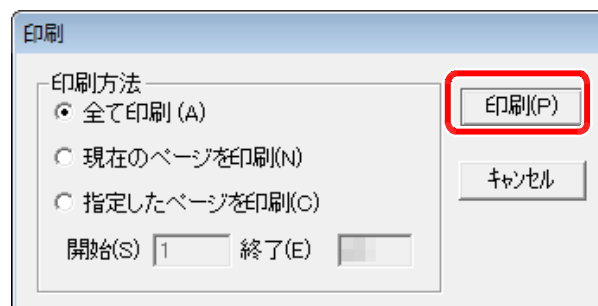 印刷
印刷方法
全て印刷(A)
現在のページを印刷(N)
指定したページを印刷(C)
開始(S) 1 終了(E)
印刷(P)
キャンセル